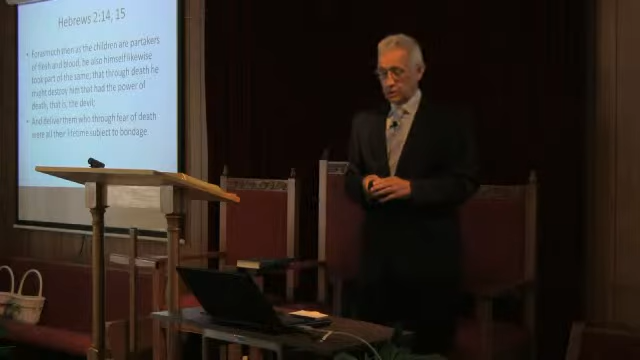 Hebrews 2:14, 15
• Forasmuch then as the children are partakers
of flesh and blood, he also himself likewise
took part of the same; that through death he
might destroy him that had the power of
death, that is, the devil;
• And deliver them who through fear of death
were all their lifetime subject to bondage